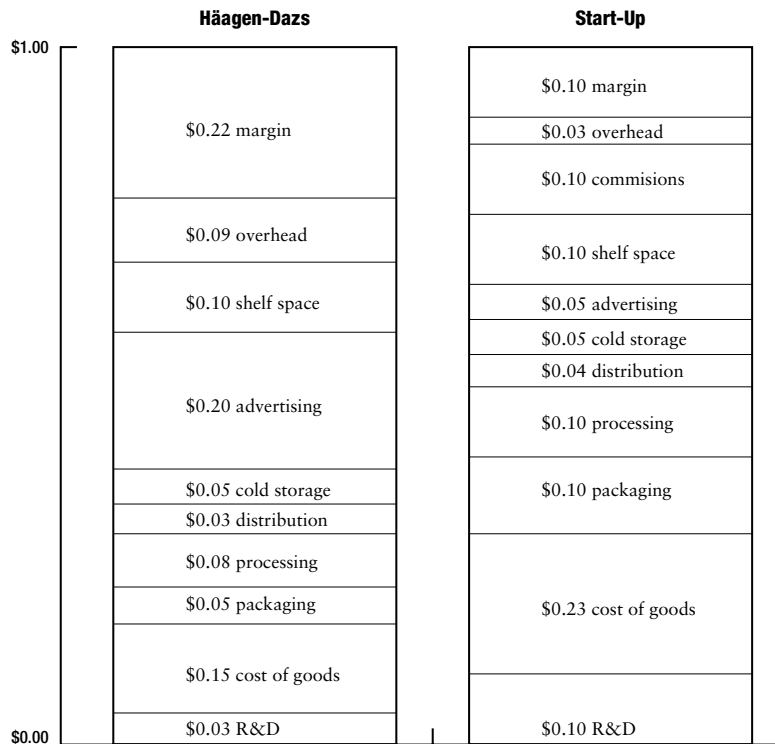 Häagen-Dazs
Start-Up
$1.00
$0.22 margin
$0.09 overhead
$0.10 shelf space
$0.20 advertising
$0.05 cold storage
$0.03 distribution
$0.08 processing
$0.05 packaging
$0.15 cost of goods
$0.03 R&D
$0.10 margin
$0.03 overhead
$0.10 commisions
$0.10 shelf space
$0.05 advertising
$0.05 cold storage
$0.04 distribution
$0.10 processing
$0.10 packaging
$0.23 cost of goods
$0.10 R&D
$0.00